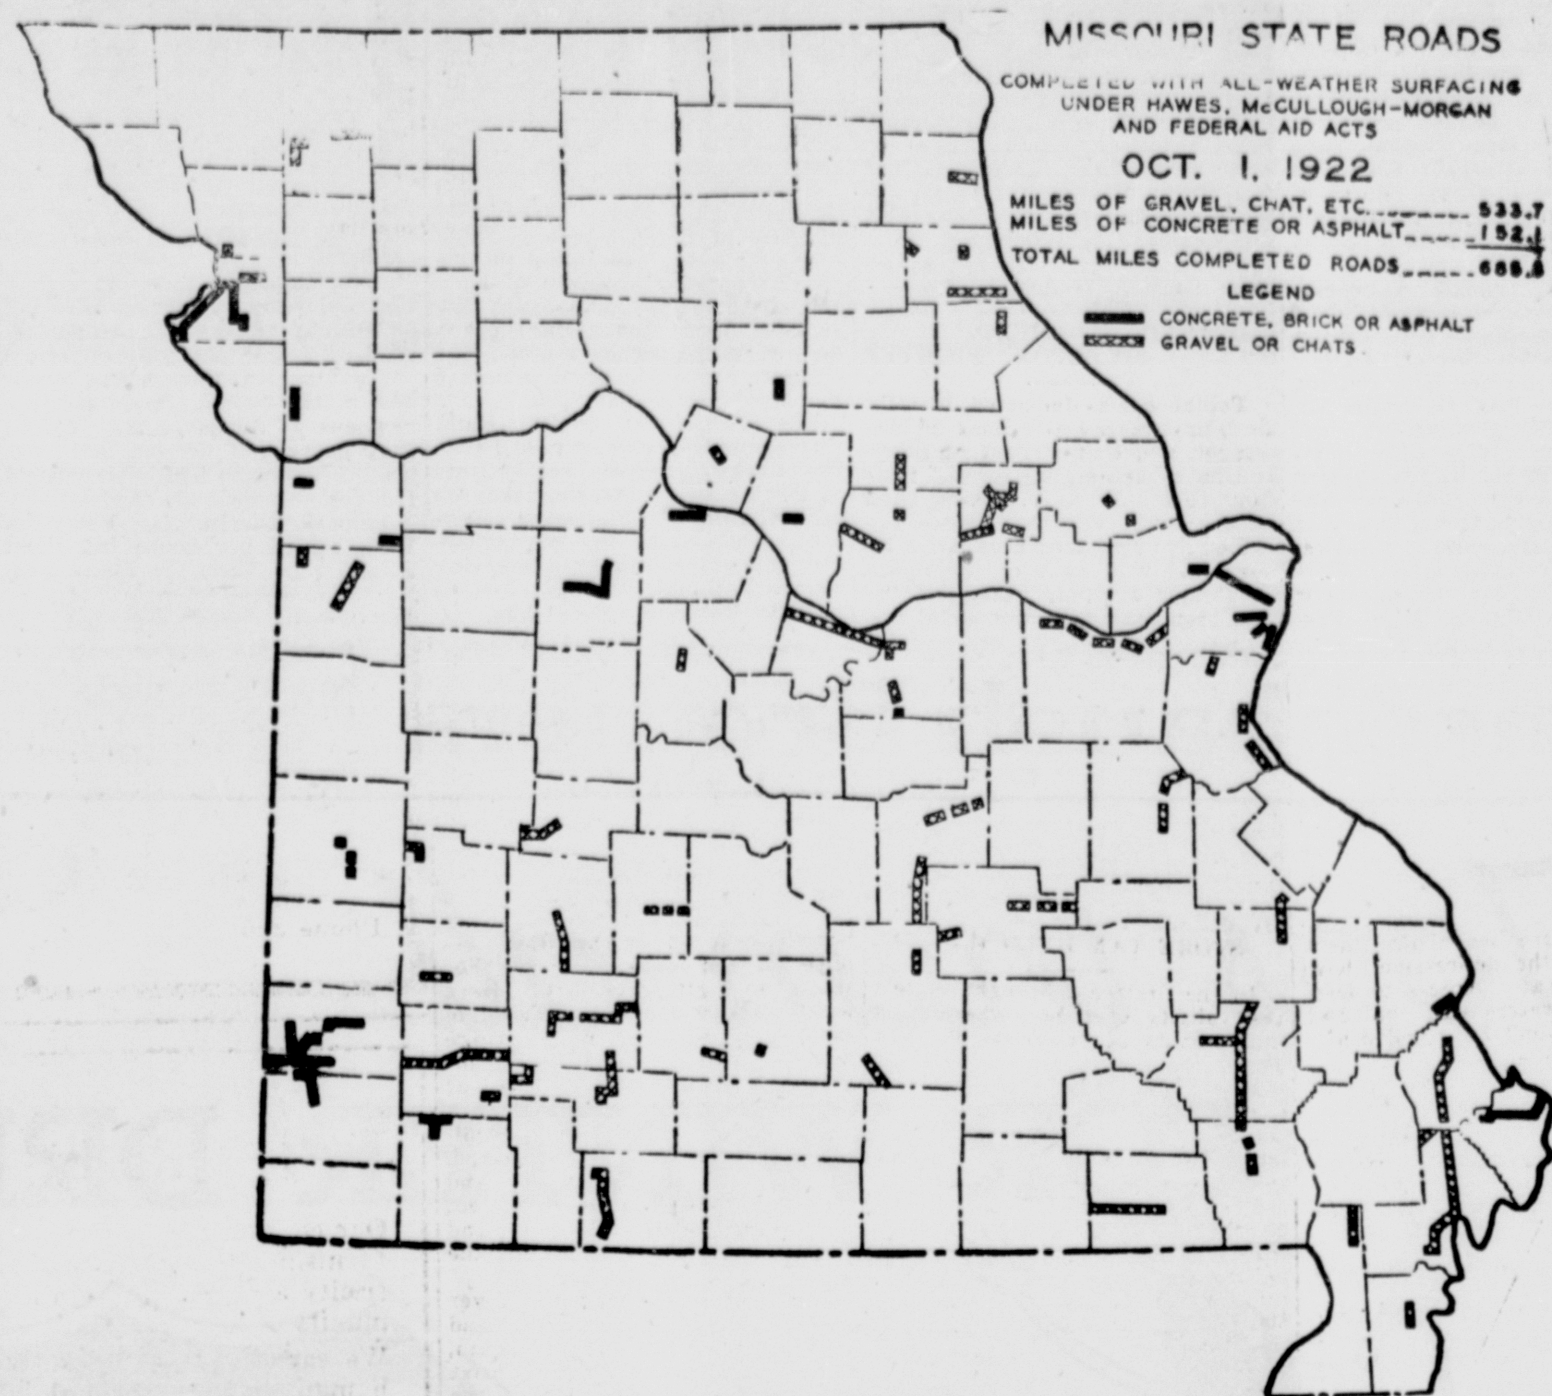 MISSOURI STATE ROADS
COMPLETED WITH ALL-WEATHER SURFACING
UNDER HAWES, McCULLOUGH-MORGAN
AND FEDERAL AID ACTS
OCT. 1, 1922
MILES OF GRAVEL, CHAT, ETC. 533.7
MILES OF CONCRETE OR ASPHALT 152.1
TOTAL MILES COMPLETED ROADS 685.8
LEGEND
CONCRETE, BRICK OR ASPHALT
GRAVEL OR CHATS